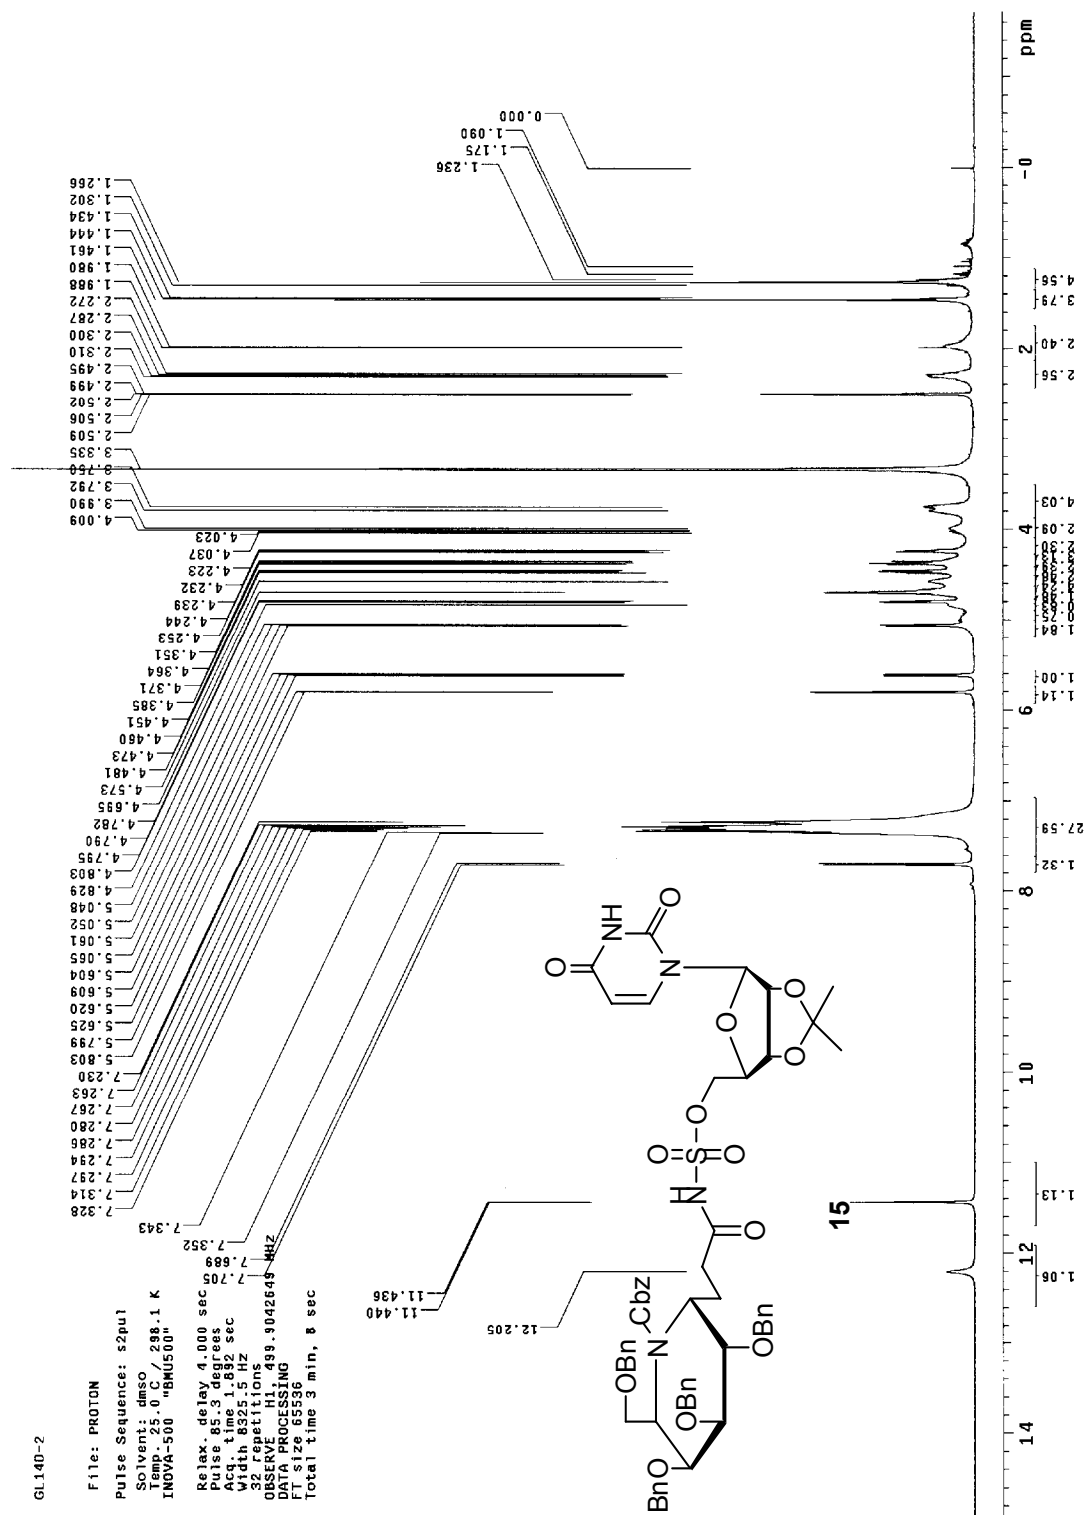 GL140-2
File: PROTON
Pulse Sequence: s2pul
Solvent: dmso
Temp. 25.0 C / 298.1 K
INOVA-500 "BMU500"
Relax. delay 4.000 sec
Pulse 85.3 degrees
Acq. time 1.892 sec
Width 8325.5 Hz
32 repetitions
OBSERVE H1, 499.9042649 MHz
DATA PROCESSING
FT size 65536
Total time 3 min, 8 sec
1.266
1.302
1.434
1.444
1.461
1.980
1.988
2.272
2.287
2.300
2.310
2.495
2.499
2.502
2.506
2.509
3.335
3.750
3.792
3.990
4.009
4.023
4.037
4.223
4.232
4.239
4.244
4.253
4.351
4.364
4.371
4.385
4.451
4.460
4.473
4.481
4.573
4.695
4.782
4.790
4.795
4.803
4.829
5.048
5.052
5.061
5.065
5.604
5.609
5.620
5.625
5.799
5.803
7.230
7.263
7.267
7.280
7.286
7.294
7.297
7.314
7.328
7.343
7.352
7.689
7.705
11.436
11.440
12.205
0.000
1.090
1.175
1.236
O
NH
O
N
O
O
O
O
O
O
S
O
N
H
O
15
Cbz
N
OBn
OBn
OBn
BnO
ppm
-0
2
4
6
8
10
12
14
4.56
3.79
2.40
2.56
4.03
2.09
2.30
3.13
0.83
0.75
1.84
1.00
1.14
27.59
1.32
1.13
1.06